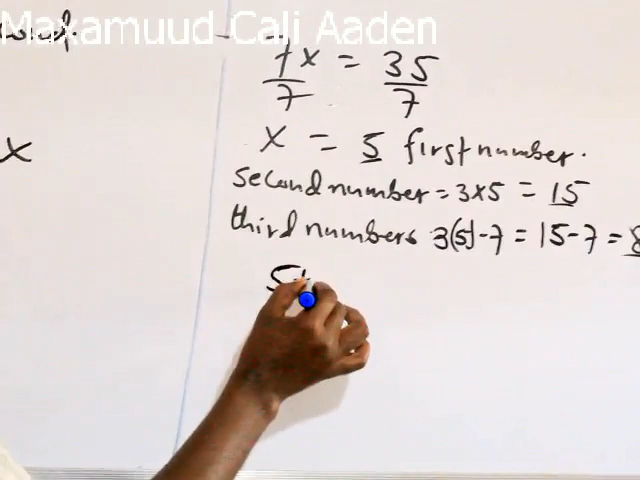 Maxamuud Cali Aaden
7x = 35
7 7
x
x = 5 first number.
second number = 3x5 = 15
third numbers 3(5)-7 = 15-7 = 8
5+